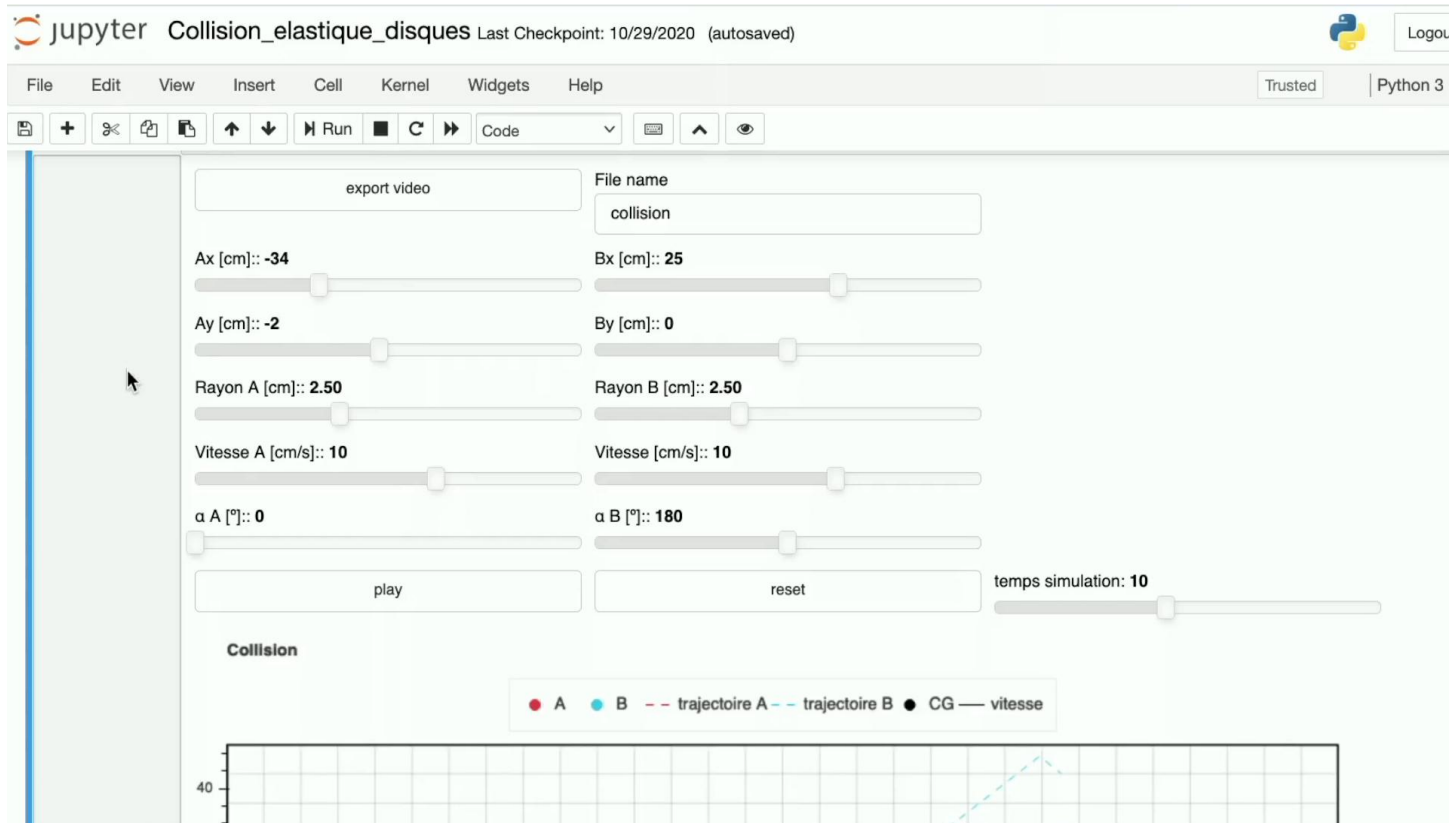 jupyter Collision_elastique_disques Last Checkpoint: 10/29/2020 (autosaved)
File Edit View Insert Cell Kernel Widgets Help Trusted Python 3
Run Code
export video
File name
collision
Ax [cm]:: -34
Bx [cm]:: 25
Ay [cm]:: -2
By [cm]:: 0
Rayon A [cm]:: 2.50
Rayon B [cm]:: 2.50
Vitesse A [cm/s]:: 10
Vitesse [cm/s]:: 10
α A [º]:: 0
α B [º]:: 180
play
reset
temps simulation: 10
Collision
A B trajectoire A trajectoire B CG vitesse
40